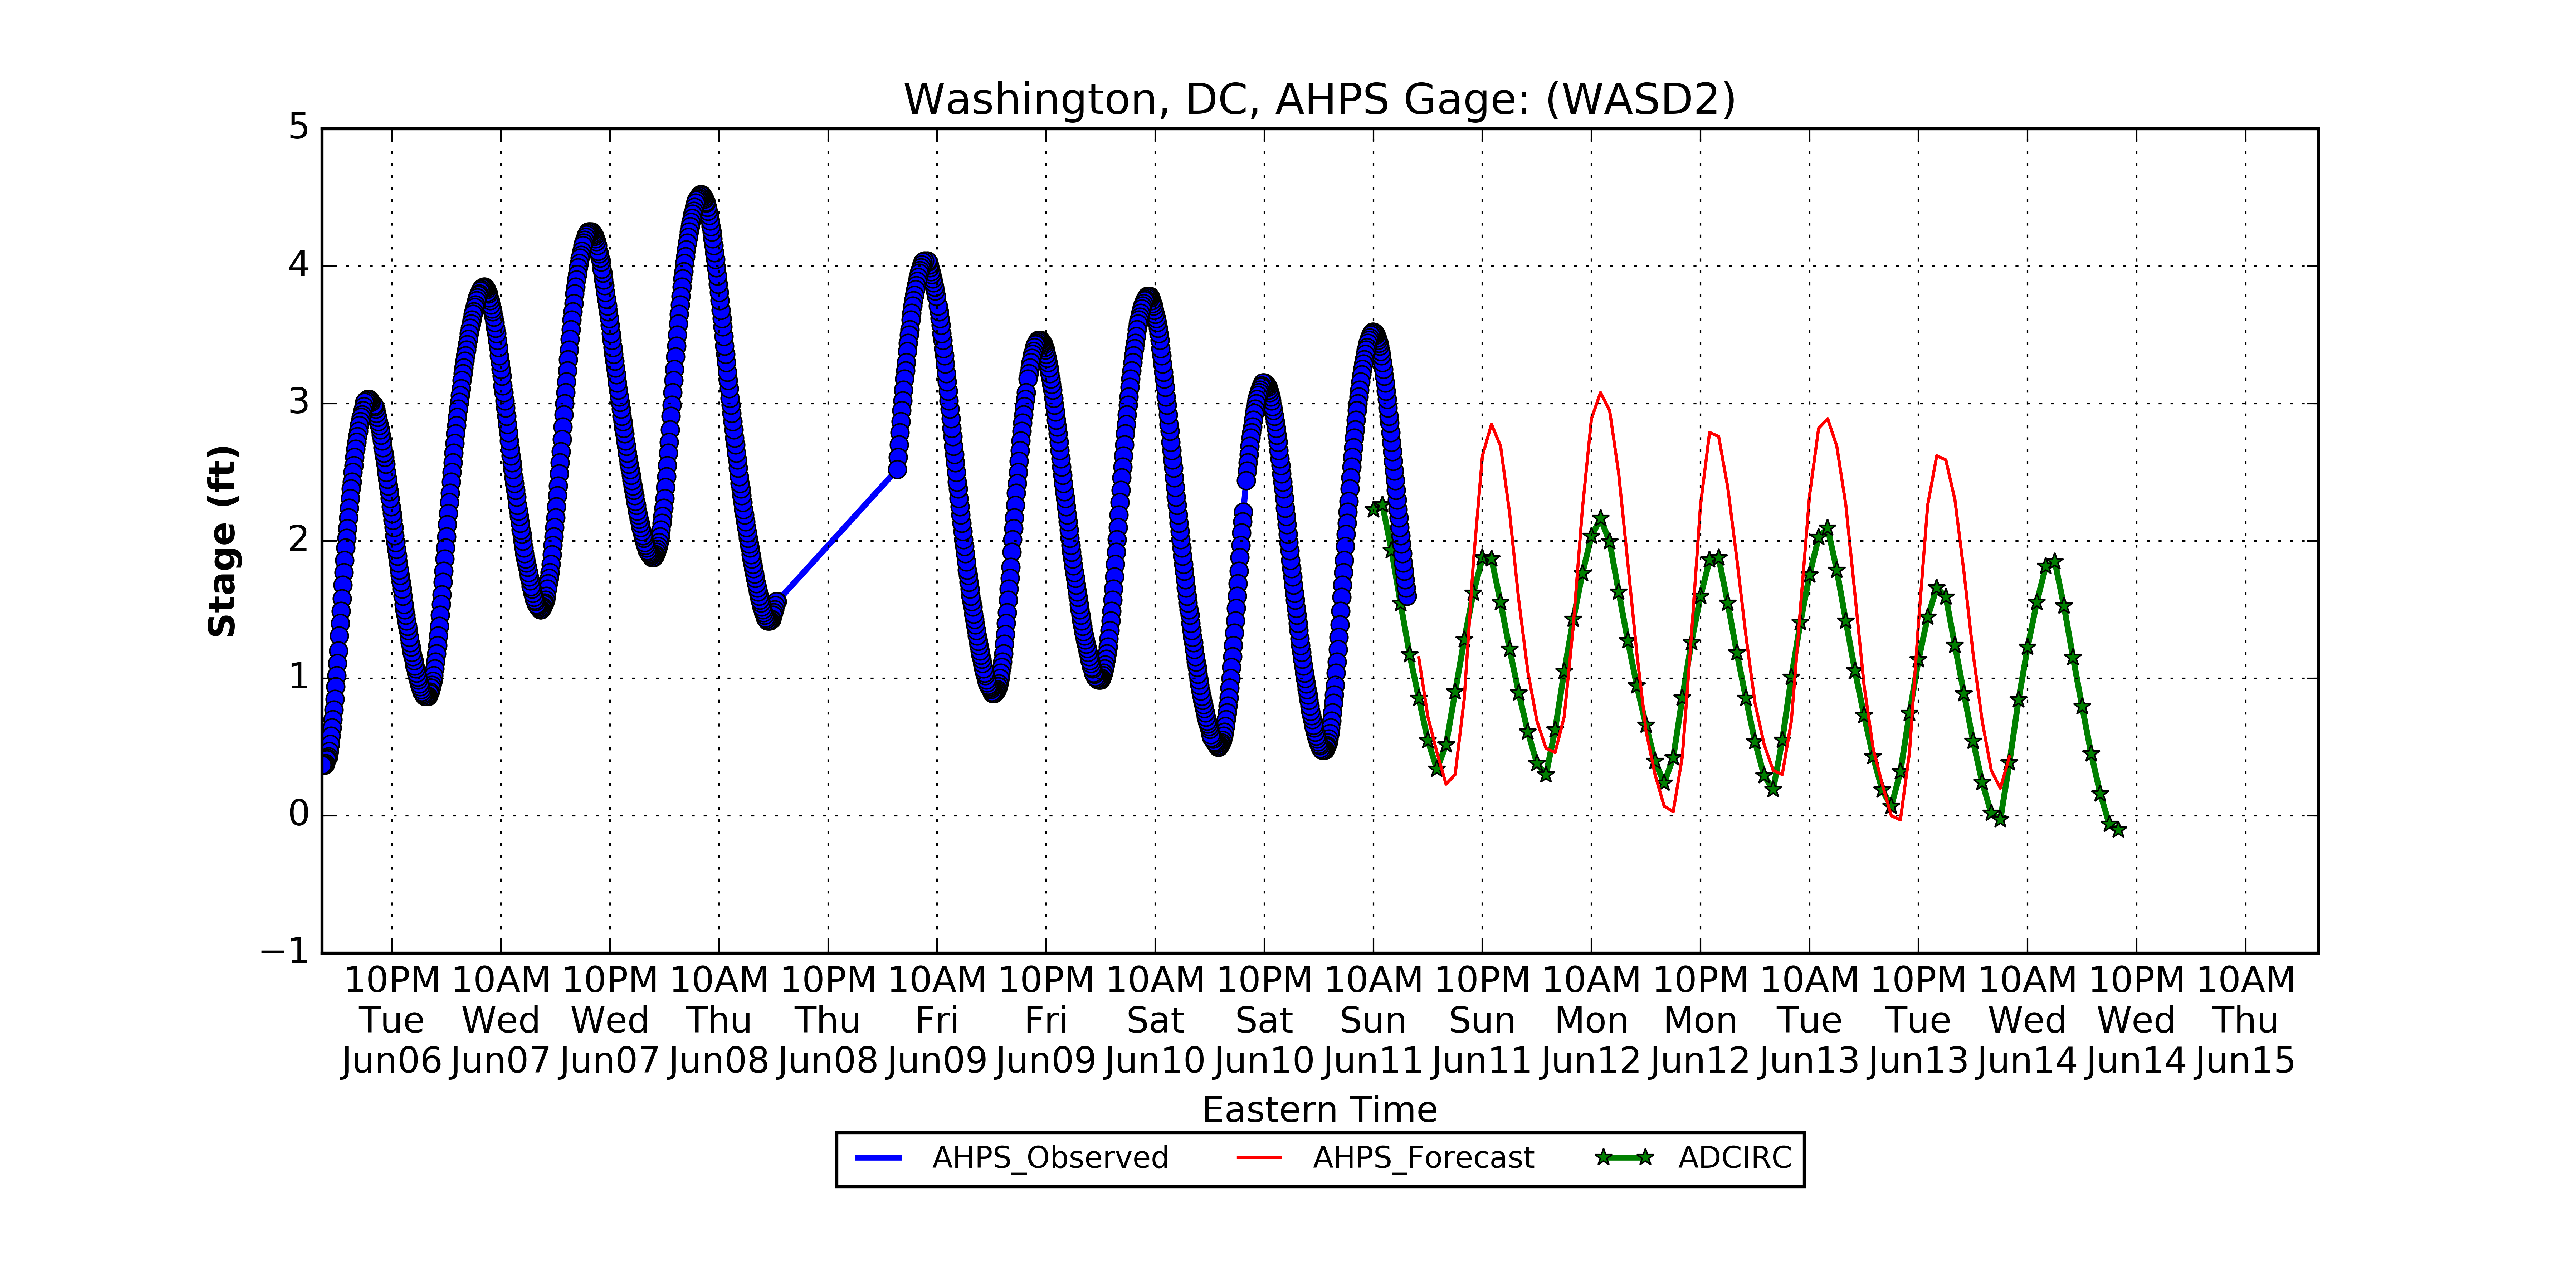 Washington, DC, AHPS Gage: (WASD2)
5
4
3
2
1
0
−1
Stage (ft)
10PM 10AM 10PM 10AM 10PM 10AM 10PM 10AM 10PM 10AM 10PM 10AM 10PM 10AM 10PM 10AM 10PM 10AM
Tue Wed Wed Thu Thu Fri Fri Sat Sat Sun Sun Mon Mon Tue Tue Wed Wed Thu
Jun06 Jun07 Jun07 Jun08 Jun08 Jun09 Jun09 Jun10 Jun10 Jun11 Jun11 Jun12 Jun12 Jun13 Jun13 Jun14 Jun14 Jun15
Eastern Time
AHPS_Observed AHPS_Forecast ADCIRC